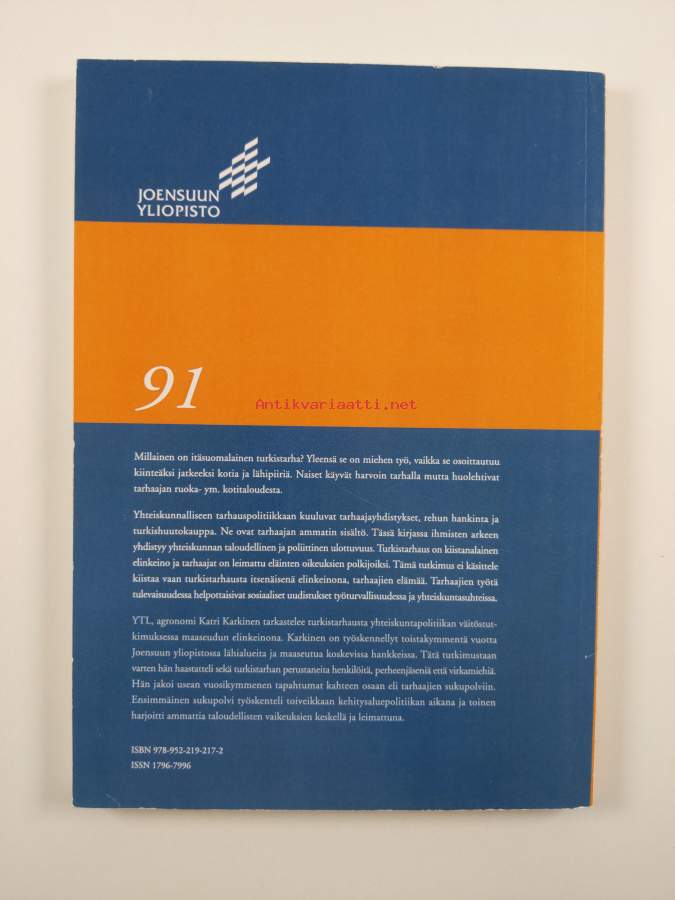 JOENSUUN
YLIOPISTO
91
Antikvariaatti.net
Millainen on itäsuomalainen turkistarha? Yleensä se on miehen työ, vaikka se osoittautuu
kiinteäksi jatkeeksi kotia ja lähipiiriä. Naiset käyvät harvoin tarhalla mutta huolehtivat
tarhaajan ruoka- ym. kotitaloudesta.
Yhteiskunnalliseen tarhauspolitiikkaan kuuluvat tarhaajayhdistykset, rehun hankinta ja
turkishuutokauppa. Ne ovat tarhaajan ammatin sisältö. Tässä kirjassa ihmisten arkeen
yhdistyy yhteiskunnan taloudellinen ja poliittinen ulottuvuus. Turkistarhaus on kiistanalainen
elinkeino ja tarhaajat on leimattu eläinten oikeuksien polkijoiksi. Tämä tutkimus ei käsittele
kiistaa vaan turkistarhausta itsenäisenä elinkeinona, tarhaajien elämää. Tarhaajien työtä
tulevaisuudessa helpottaisivat sosiaaliset uudistukset työturvallisuudessa ja yhteiskuntasuhteissa.
YTL, agronomi Katri Karkinen tarkastelee turkistarhausta yhteiskuntapolitiikan väitöstut-
kimuksessa maaseudun elinkeinona. Karkinen on työskennellyt toistakymmentä vuotta
Joensuun yliopistossa lähialueita ja maaseutua koskevissa hankkeissa. Tätä tutkimustaan
varten hän haastatteli sekä turkistarhan perustaneita henkilöitä, perheenjäseniä että virkamiehiä.
Hän jakoi usean vuosikymmenen tapahtumat kahteen osaan eli tarhaajien sukupolviin.
Ensimmäinen sukupolvi työskenteli toiveikkaan kehitysaluepolitiikan aikana ja toinen
harjoitti ammattia taloudellisten vaikeuksien keskellä ja leimattuna.
ISBN 978-952-219-217-2
ISSN 1796-7996